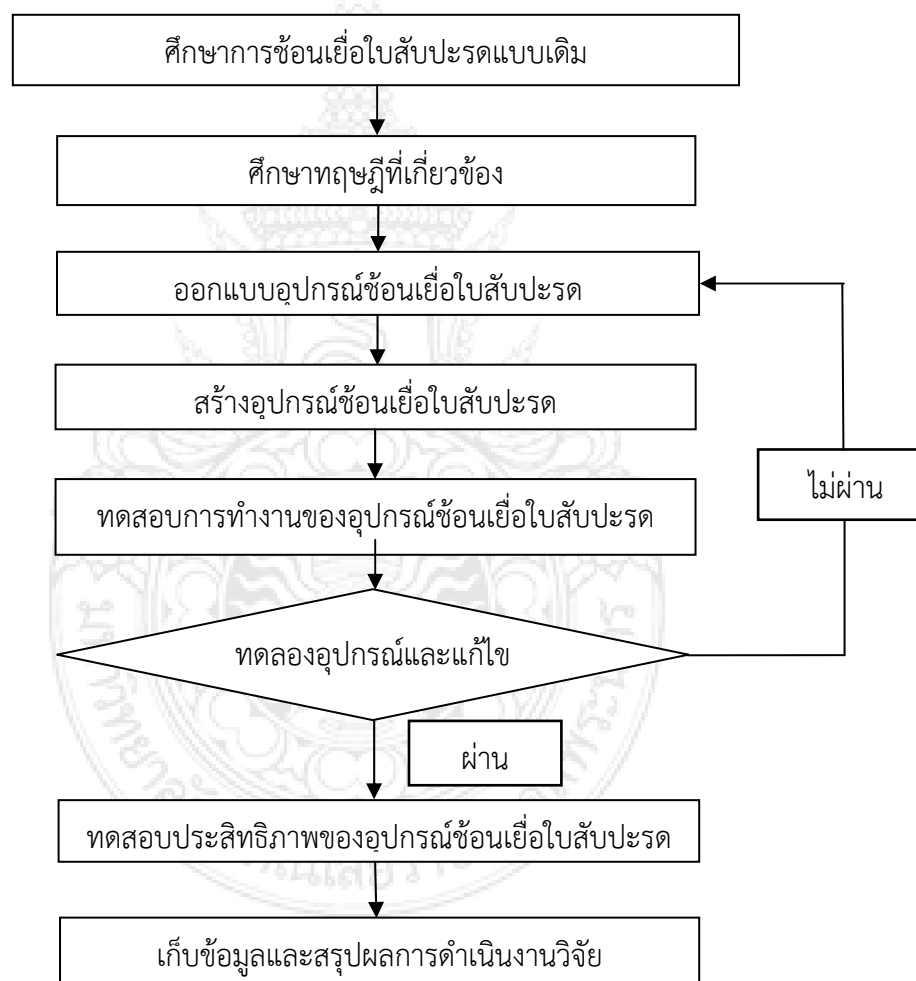 ศึกษาการช้อนเยื่อใบสับปะรดแบบเดิม
ศึกษาทฤษฎีที่เกี่ยวข้อง
ออกแบบอุปกรณ์ช้อนเยื่อใบสับปะรด
สร้างอุปกรณ์ช้อนเยื่อใบสับปะรด
ไม่ผ่าน
ทดสอบการทำงานของอุปกรณ์ช้อนเยื่อใบสับปะรด
ทดลองอุปกรณ์และแก้ไข
ผ่าน
ทดสอบประสิทธิภาพของอุปกรณ์ช้อนเยื่อใบสับปะรด
เก็บข้อมูลและสรุปผลการดำเนินงานวิจัย